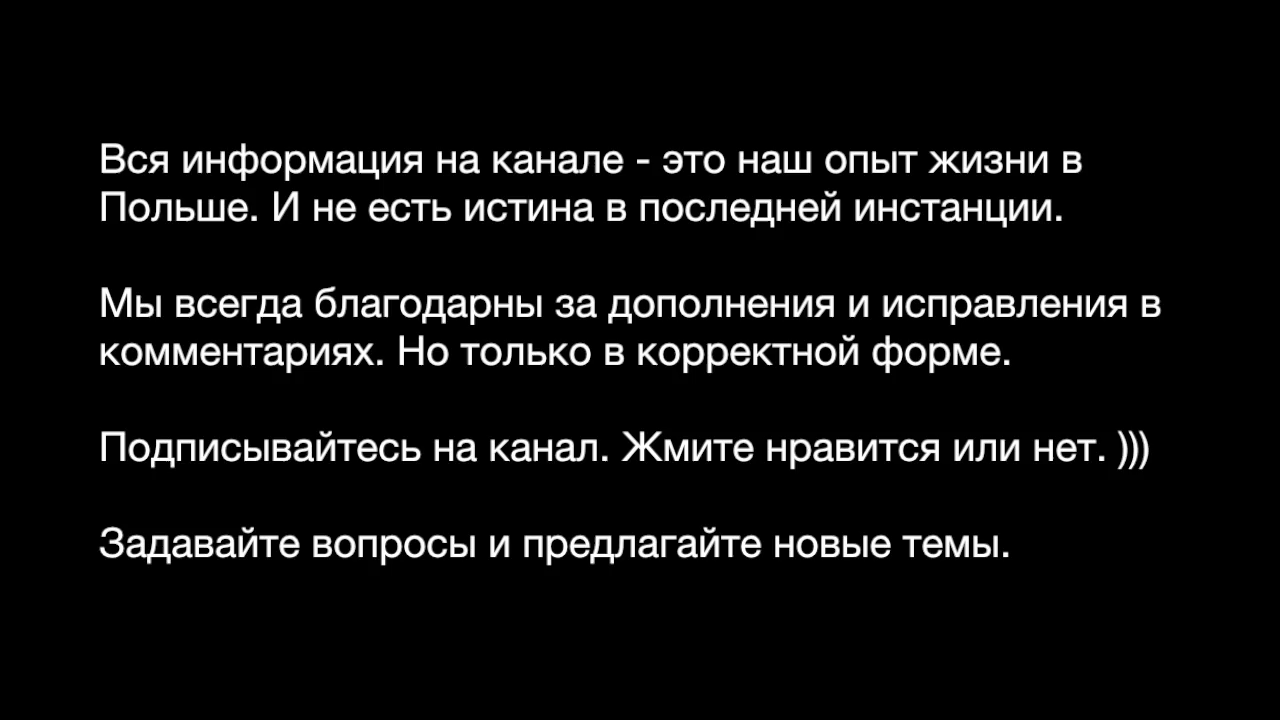 Вся информация на канале - это наш опыт жизни в
Польше. И не есть истина в последней инстанции.
Мы всегда благодарны за дополнения и исправления в
комментариях. Но только в корректной форме.
Подписывайтесь на канал. Жмите нравится или нет. )))
Задавайте вопросы и предлагайте новые темы.